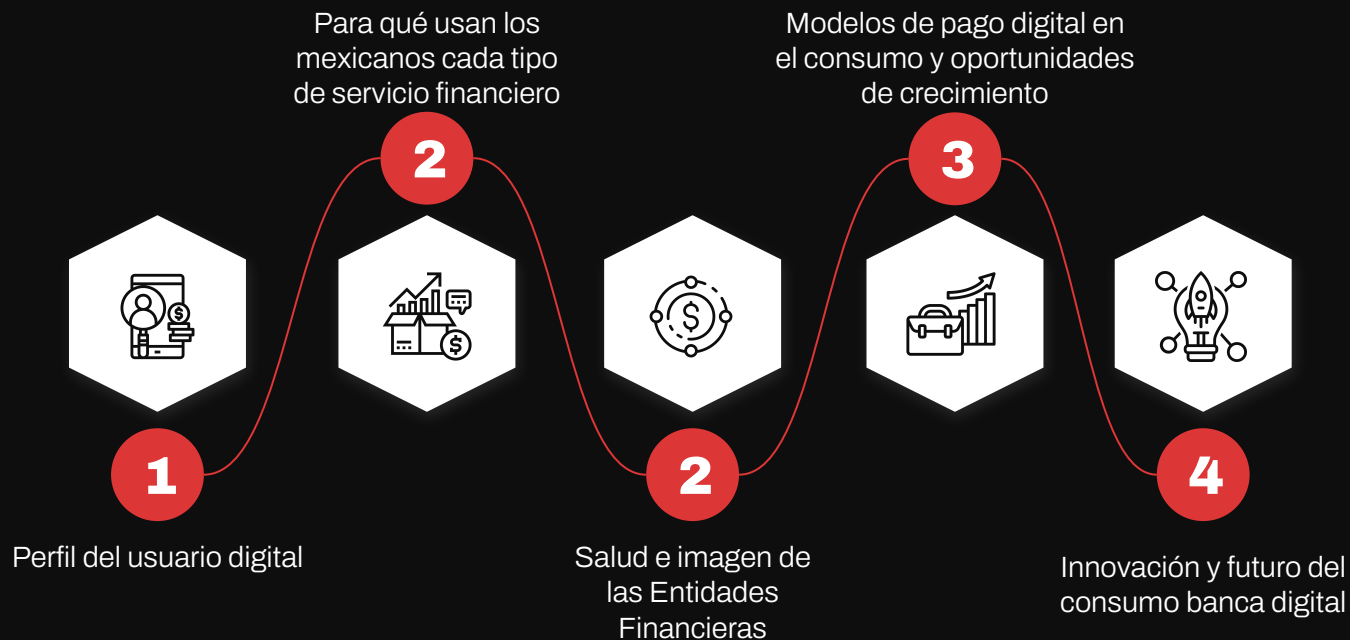 Perfil del usuario digital
1
Para qué usan los
mexicanos cada tipo
de servicio financiero
2
Salud e imagen de
las Entidades
Financieras
2
Modelos de pago digital en
el consumo y oportunidades
de crecimiento
3
Innovación y futuro del
consumo banca digital
4
$
$
$